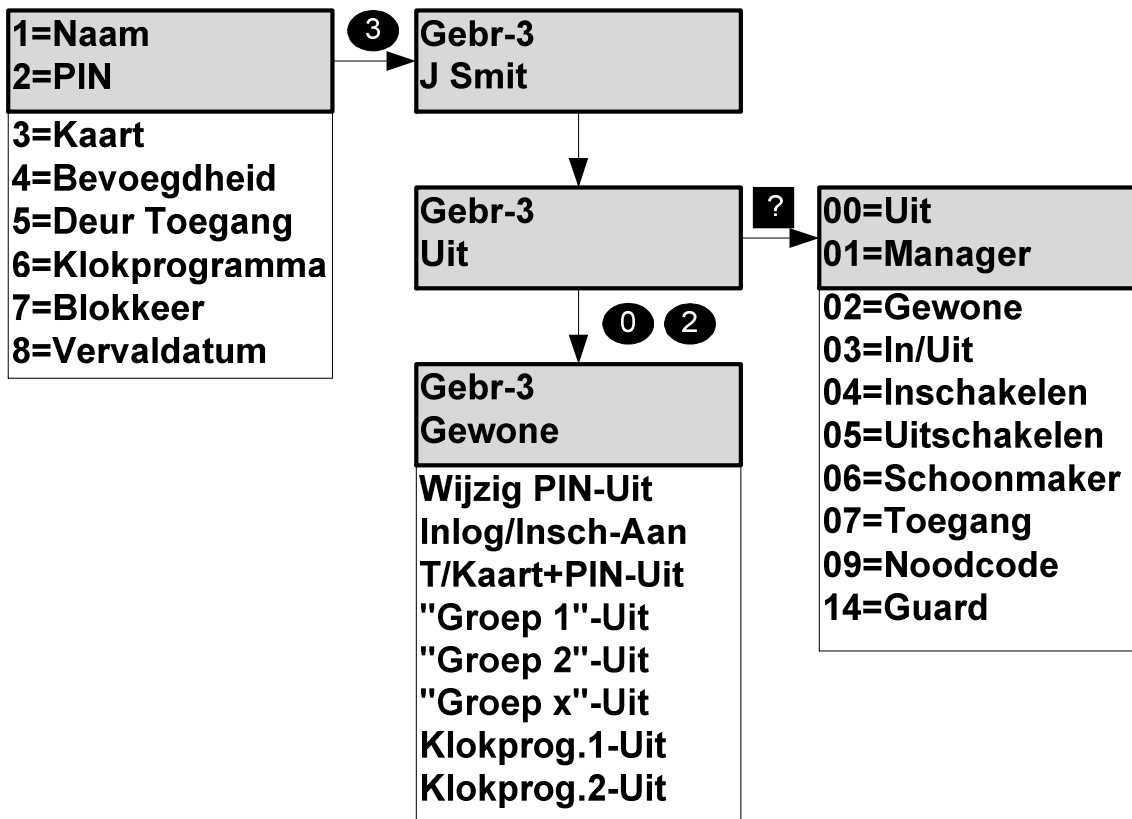 1=Naam
2=PIN
3=Kaart
4=Bevoegdheid
5=Deur Toegang
6=Klokprogramma
7=Blokkeer
8=Vervaldatum
3
Gebr-3
J Smit
Gebr-3
Uit
?
00=Uit
01=Manager
02=Gewone
03=In/Uit
04=Inschakelen
05=Uitschakelen
06=Schoonmaker
07=Toegang
09=Noodcode
14=Guard
0 2
Gebr-3
Gewone
Wijzig PIN-Uit
Inlog/Insch-Aan
T/Kaart+PIN-Uit
"Groep 1"-Uit
"Groep 2"-Uit
"Groep x"-Uit
Klokprog.1-Uit
Klokprog.2-Uit